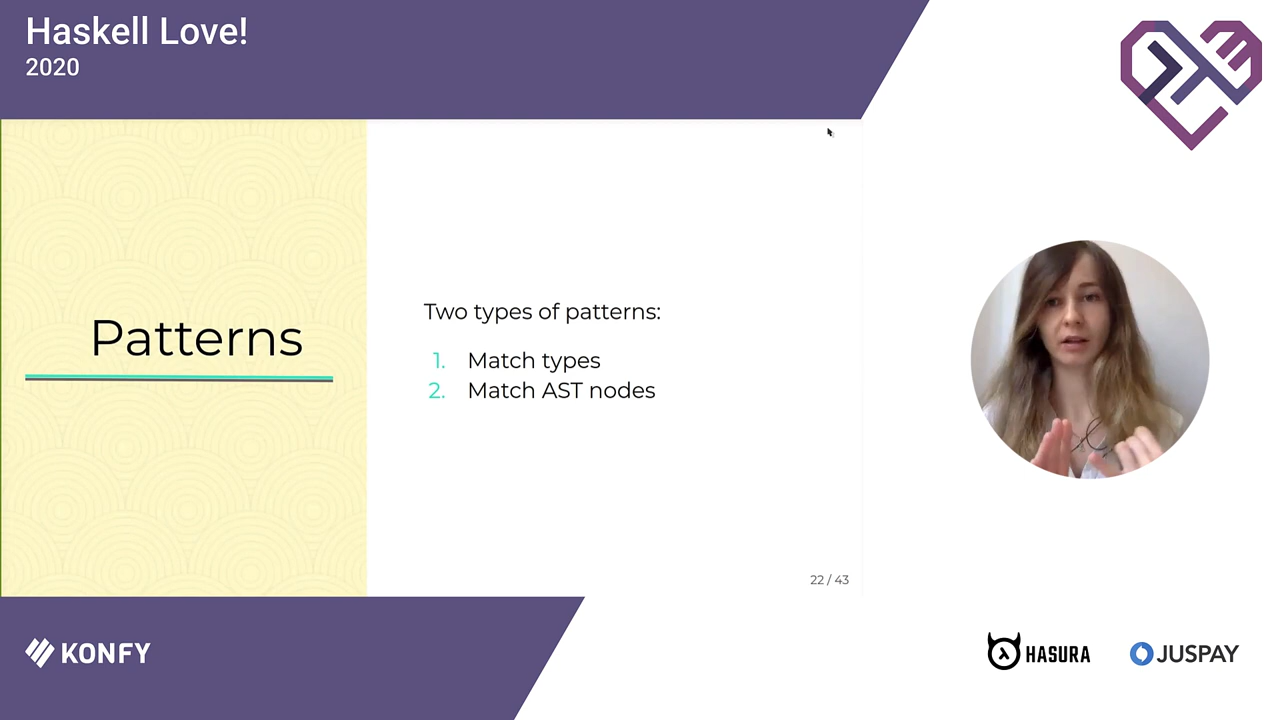 Haskell Love!
2020
Patterns
Two types of patterns:
1. Match types
2. Match AST nodes
22 / 43
KONFY
HASURA
JUSPAY